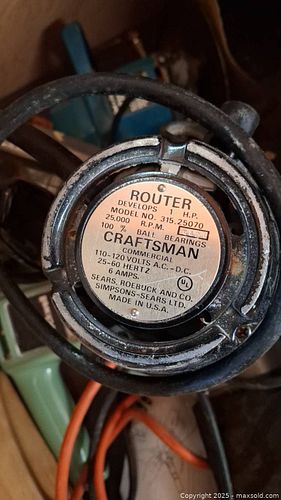 ROUTER
DEVELOPS 1 H.P.
MODEL NO. 315.25070
25,000 R.P.M.
100 % BALL BEARINGS
CRAFTSMAN
COMMERCIAL
110-120 VOLTS A.C.-D.C.
25-60 HERTZ
6 AMPS.
UL
SEARS, ROEBUCK AND CO.
SIMPSONS-SEARS LTD.
MADE IN U.S.A.
Copyright © 2025 - maxsold.com